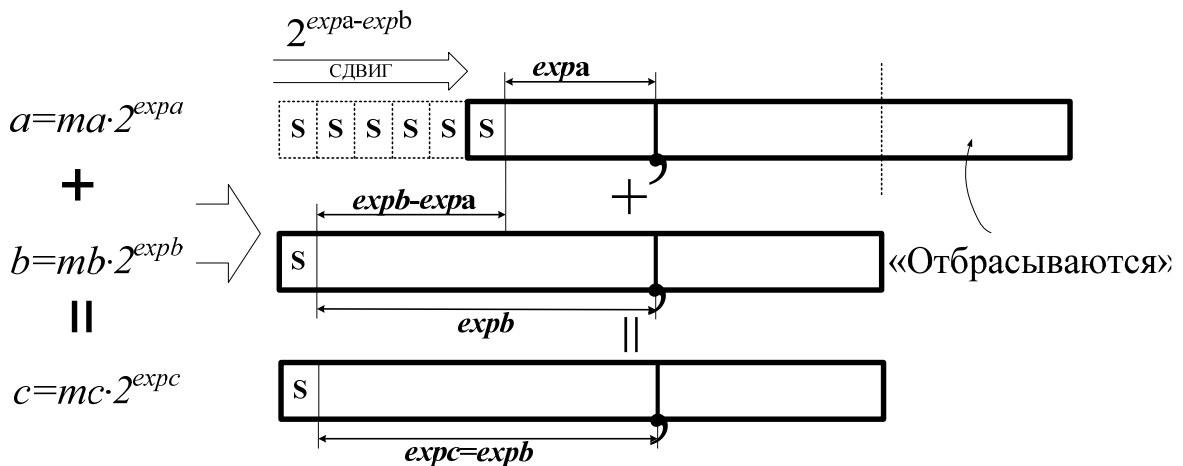 2^{expa-expb}
СДВИГ
expa
a=ma·2^{expa}
S S S S S S
,
+
+
expb-expa
b=mb·2^{expb}
S
«Отбрасываются»
,
=
expb
=
c=mc·2^{expc}
S
,
expc=expb